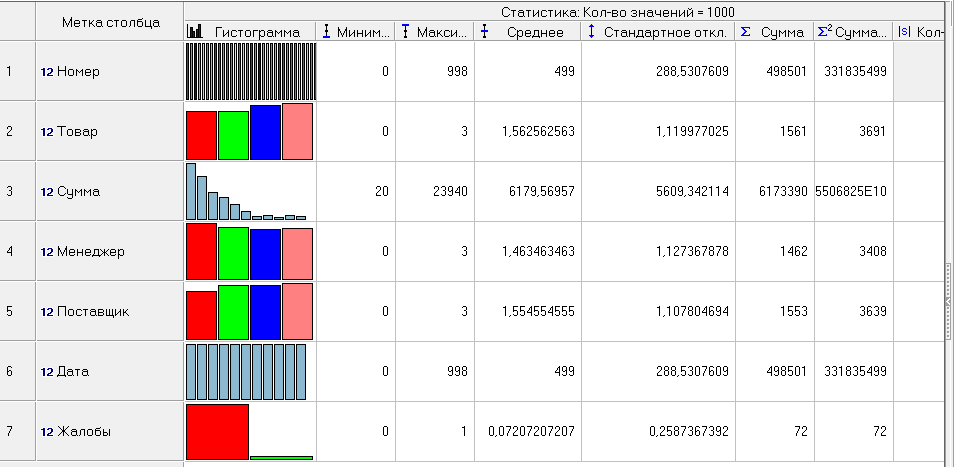 Метка столбца
Статистика: Кол-во значений = 1000
Гистограмма Миним... Макси... Среднее Стандартное откл. Σ Сумма Σ² Сумма... |S| Кол-
1 12 Номер 0 998 499 288,5307609 498501 331835499
2 12 Товар 0 3 1,562562563 1,119977025 1561 3691
3 12 Сумма 20 23940 6179,56957 5609,342114 6173390 5506825E10
4 12 Менеджер 0 3 1,463463463 1,127367878 1462 3408
5 12 Поставщик 0 3 1,554554555 1,107804694 1553 3639
6 12 Дата 0 998 499 288,5307609 498501 331835499
7 12 Жалобы 0 1 0,07207207207 0,2587367392 72 72